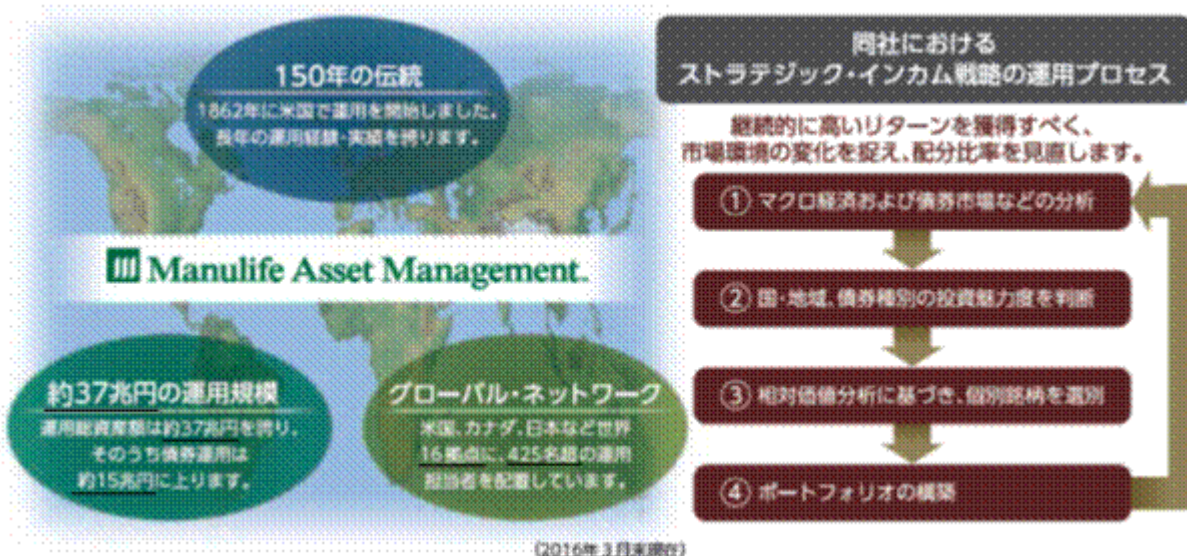 150年の伝統
1862年に米国で運用を開始しました。
長年の運用経験・実績を誇ります。
Manulife Asset Management™
約37兆円の運用規模
運用総資産額は約37兆円を誇り、
そのうち債券運用は
約15兆円に上ります。
グローバル・ネットワーク
米国、カナダ、日本など世界
16拠点に、425名超の運用
担当者を配置しています。
(2016年3月末現在)
同社における
ストラテジック・インカム戦略の運用プロセス
継続的に高いリターンを獲得すべく、
市場環境の変化を捉え、配分比率を見直します。
① マクロ経済および債券市場などの分析
② 国・地域、債券種別の投資魅力度を判断
③ 相対価値分析に基づき、個別銘柄を選別
④ ポートフォリオの構築